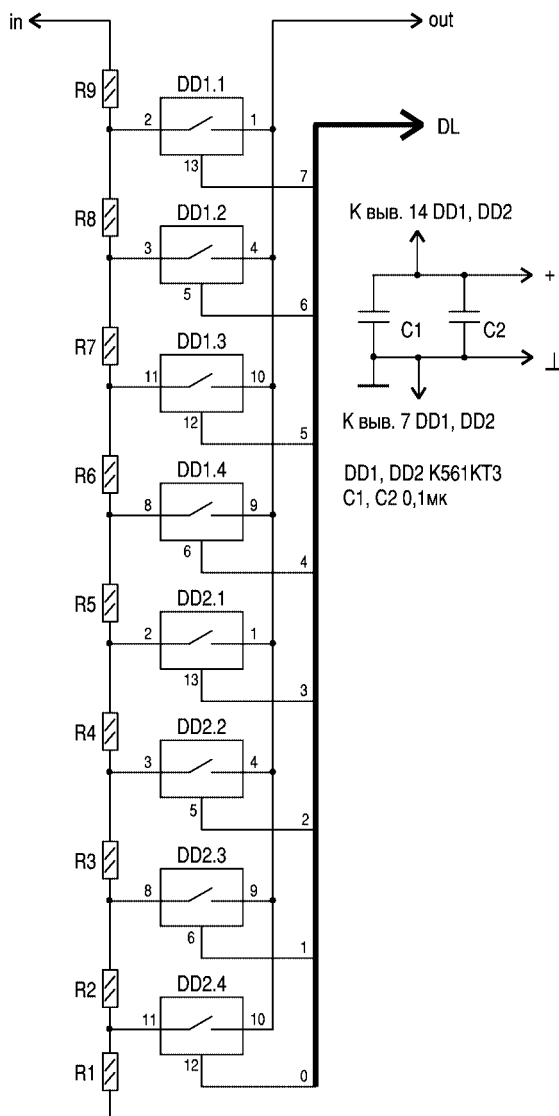 in
out
R9
DD1.1
2
1
13
7
DL
R8
DD1.2
3
4
5
6
К выв. 14 DD1, DD2
+
C1
C2
⊥
К выв. 7 DD1, DD2
R7
DD1.3
11
10
12
5
DD1, DD2 К561КТ3
C1, C2 0,1мк
R6
DD1.4
8
9
6
4
R5
DD2.1
2
1
13
3
R4
DD2.2
3
4
5
2
R3
DD2.3
8
9
6
1
R2
DD2.4
11
10
12
0
R1